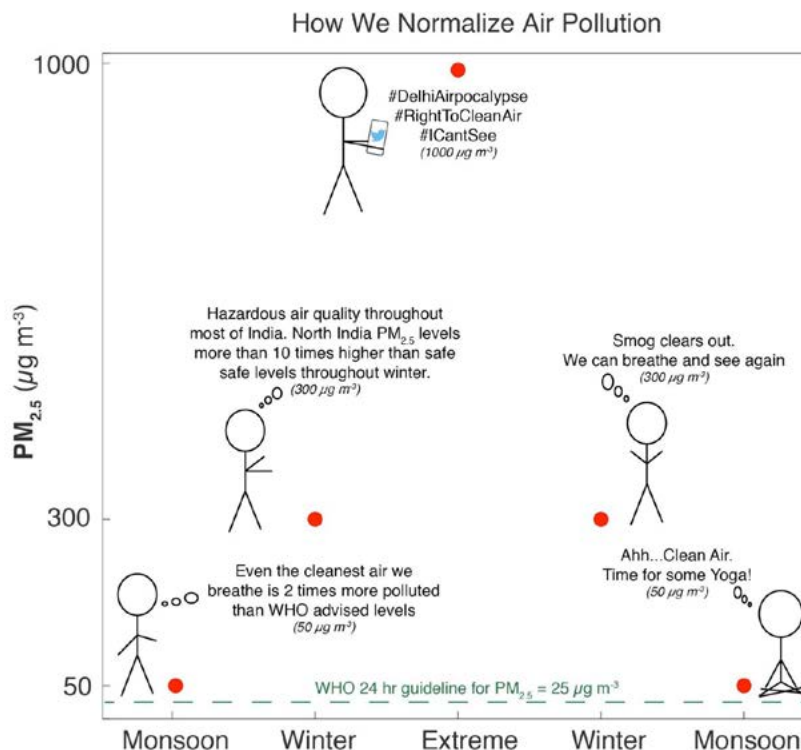 How We Normalize Air Pollution
1000
#DelhiAirpocalypse
#RightToCleanAir
#ICantSee
(1000 µg m-³)
PM2.5 (µg m-³)
Hazardous air quality throughout
most of India. North India PM2.5 levels
more than 10 times higher than safe
safe levels throughout winter.
(300 µg m-³)
Smog clears out.
We can breathe and see again
(300 µg m-³)
300
Even the cleanest air we
breathe is 2 times more polluted
than WHO advised levels
(50 µg m-³)
Ahh...Clean Air.
Time for some Yoga!
(50 µg m-³)
50
WHO 24 hr guideline for PM2.5 = 25 µg m-³
Monsoon Winter Extreme Winter Monsoon